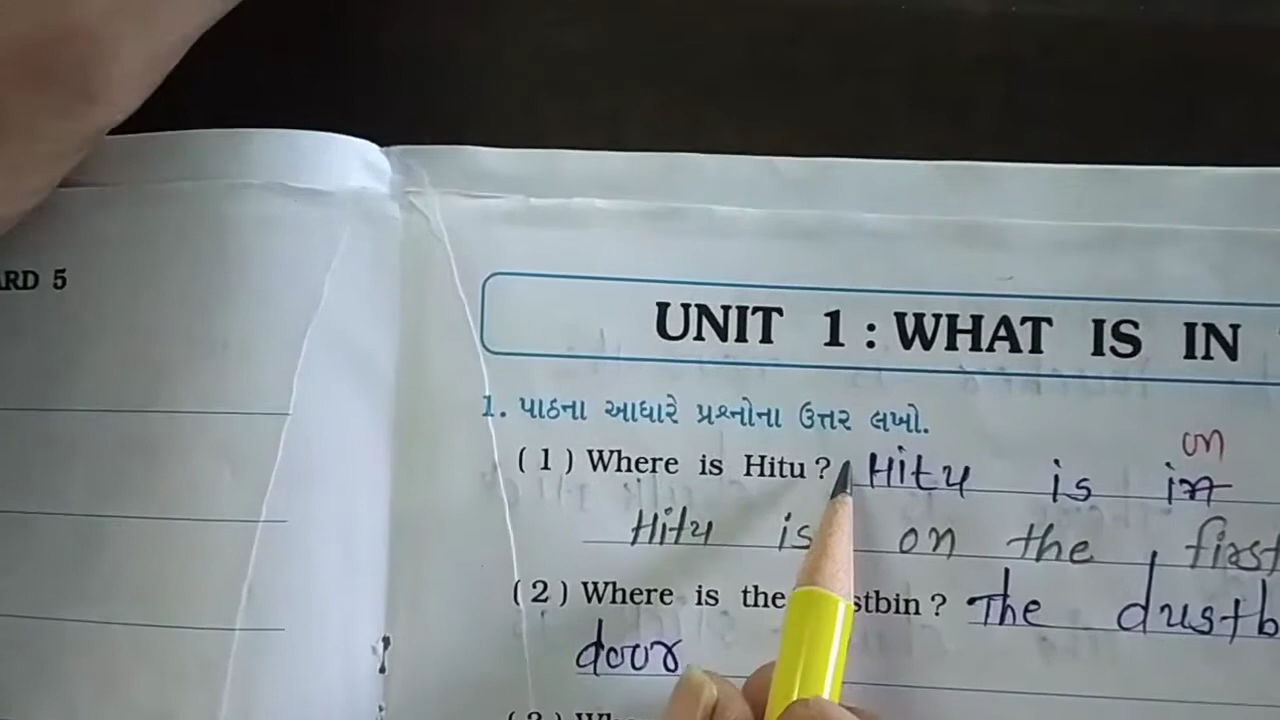 ARD 5
UNIT 1 : WHAT IS IN
1. પાઠના આધારે પ્રશ્નોના ઉત્તર લખો.
on
( 1 ) Where is Hitu ? Hitu is in
Hitu is on the first
( 2 ) Where is the stbin ? The dustb
door